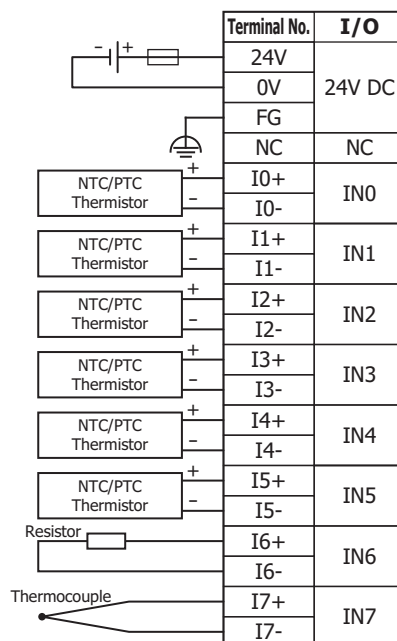 Terminal No. I/O
- + 24V
0V 24V DC
FG
NC NC
+ I0+
NTC/PTC
Thermistor IN0
- I0-
+ I1+
NTC/PTC
Thermistor IN1
- I1-
+ I2+
NTC/PTC
Thermistor IN2
- I2-
+ I3+
NTC/PTC
Thermistor IN3
- I3-
+ I4+
NTC/PTC
Thermistor IN4
- I4-
+ I5+
NTC/PTC
Thermistor IN5
- I5-
Resistor I6+
IN6
I6-
Thermocouple I7+
IN7
I7-